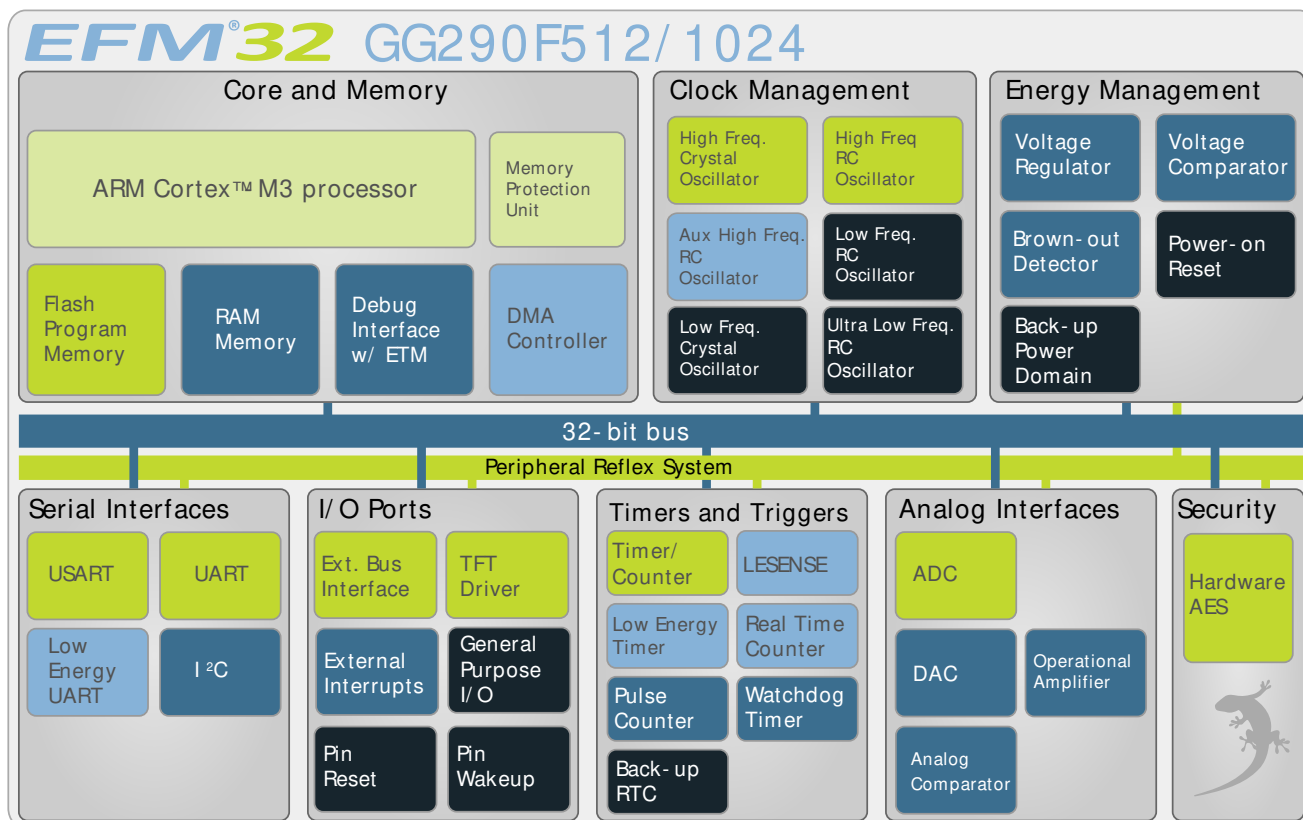 EFM®32 GG290F512/1024
Core and Memory
ARM Cortex™ M3 processor
Memory
Protection
Unit
Flash
Program
Memory
RAM
Memory
Debug
Interface
w/ ETM
DMA
Controller
Clock Management
High Freq.
Crystal
Oscillator
High Freq
RC
Oscillator
Aux High Freq.
RC
Oscillator
Low Freq.
RC
Oscillator
Low Freq.
Crystal
Oscillator
Ultra Low Freq.
RC
Oscillator
Energy Management
Voltage
Regulator
Voltage
Comparator
Brown-out
Detector
Power-on
Reset
Back-up
Power
Domain
32-bit bus
Peripheral Reflex System
Serial Interfaces
USART
UART
Low
Energy
UART
I²C
I/O Ports
Ext. Bus
Interface
TFT
Driver
External
Interrupts
General
Purpose
I/O
Pin
Reset
Pin
Wakeup
Timers and Triggers
Timer/
Counter
LESENSE
Low Energy
Timer
Real Time
Counter
Pulse
Counter
Watchdog
Timer
Back-up
RTC
Analog Interfaces
ADC
DAC
Operational
Amplifier
Analog
Comparator
Security
Hardware
AES